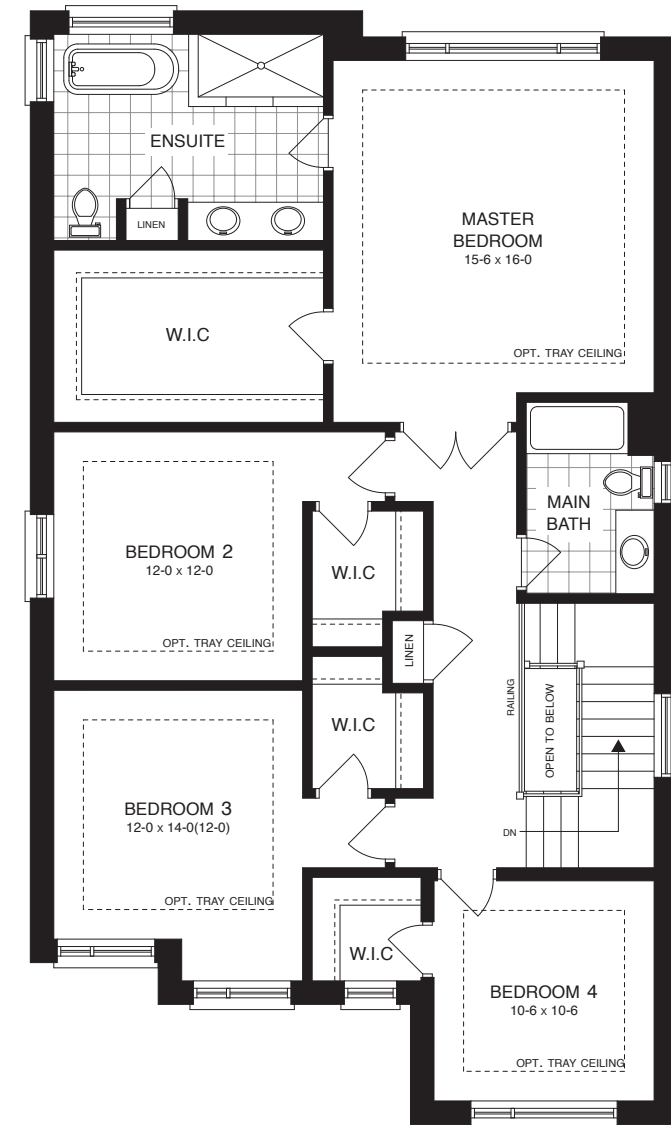 ENSUITE
LINEN
MASTER
BEDROOM
15-6 x 16-0
OPT. TRAY CEILING
W.I.C
MAIN
BATH
BEDROOM 2
12-0 x 12-0
OPT. TRAY CEILING
W.I.C
LINEN
RAILING
OPEN TO BELOW
W.I.C
BEDROOM 3
12-0 x 14-0(12-0)
OPT. TRAY CEILING
DN
W.I.C
BEDROOM 4
10-6 x 10-6
OPT. TRAY CEILING